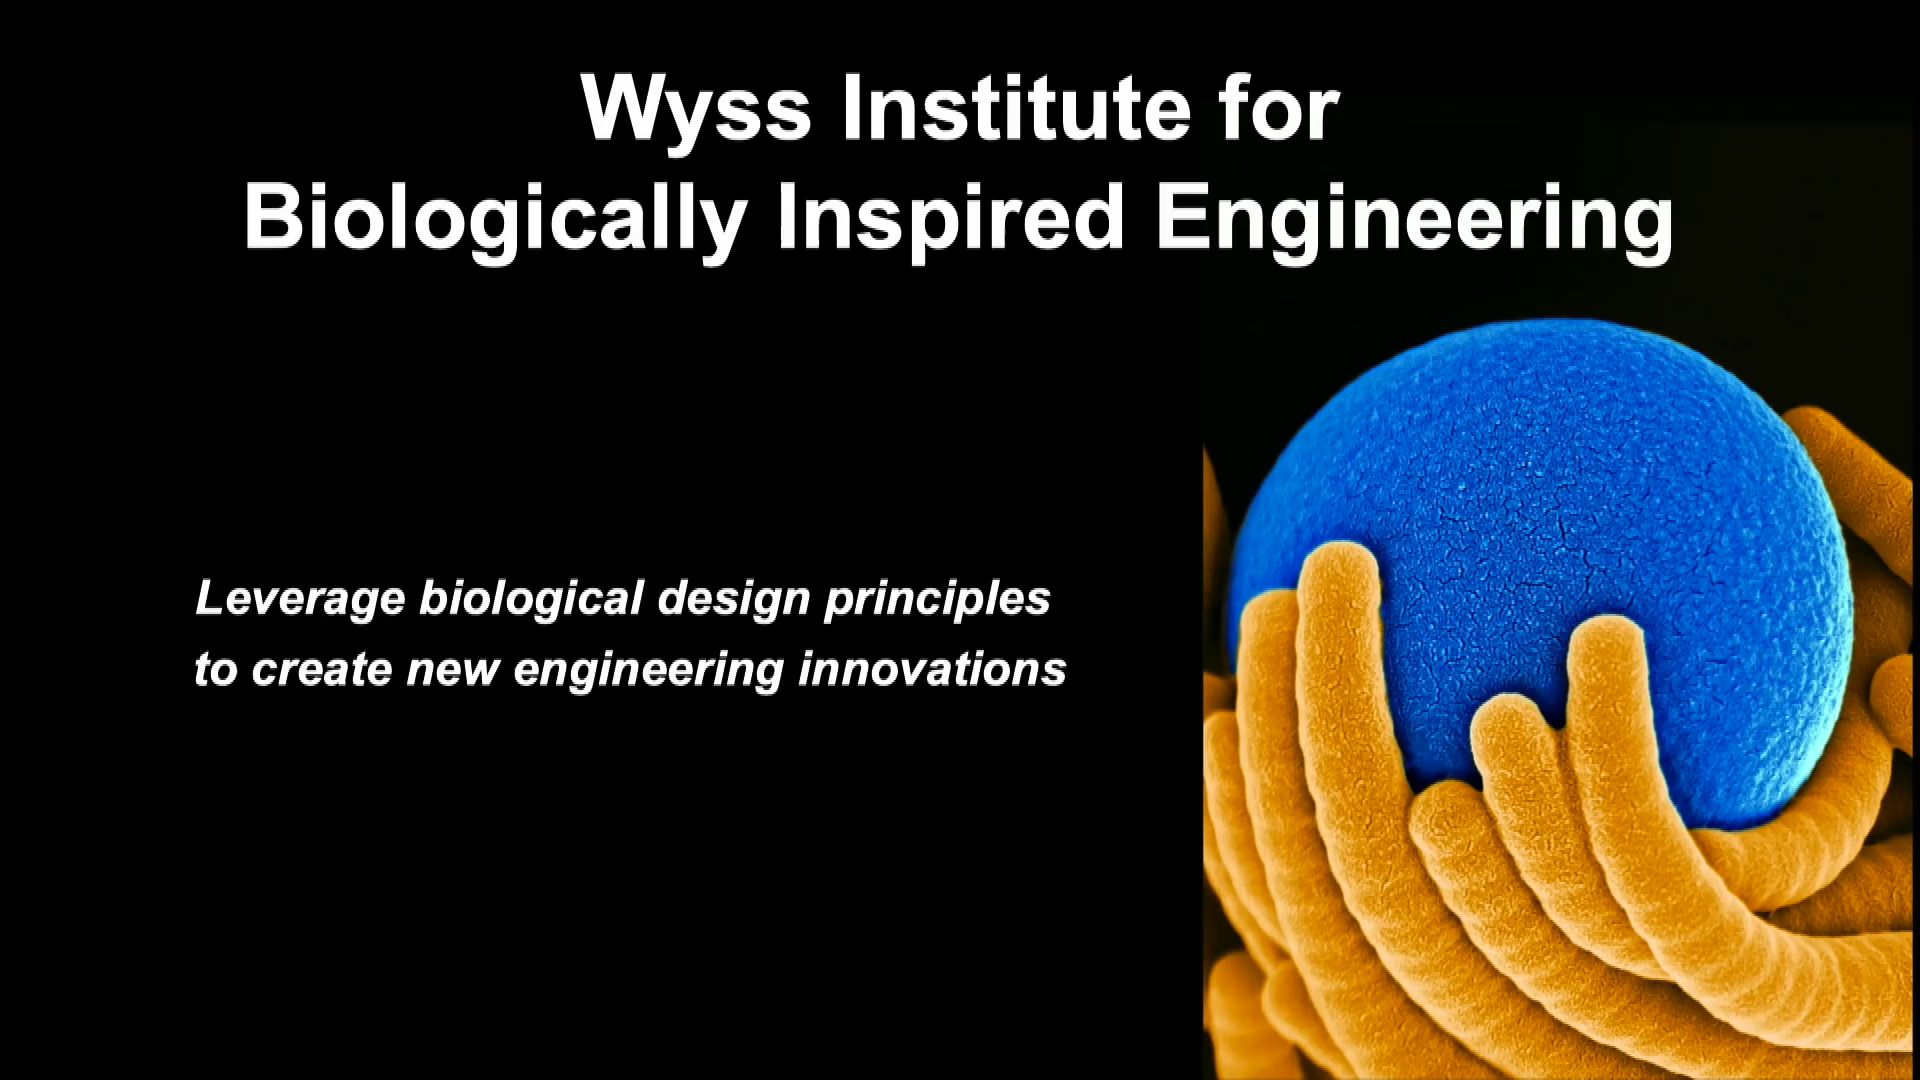 Wyss Institute for
Biologically Inspired Engineering
Leverage biological design principles
to create new engineering innovations